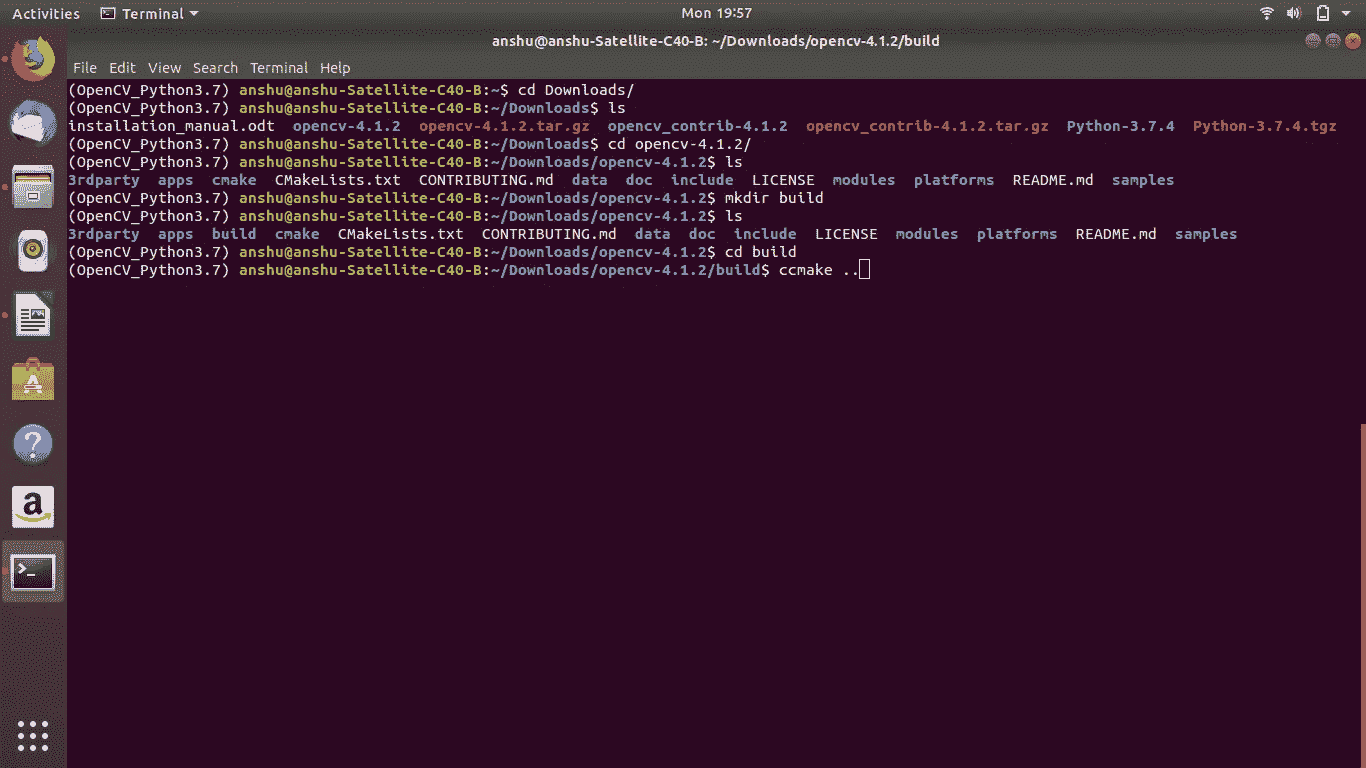 Activities Terminal Mon 19:57
anshu@anshu-Satellite-C40-B: ~/Downloads/opencv-4.1.2/build
File Edit View Search Terminal Help
(OpenCV_Python3.7) anshu@anshu-Satellite-C40-B:~$ cd Downloads/
(OpenCV_Python3.7) anshu@anshu-Satellite-C40-B:~/Downloads$ ls
installation_manual.odt opencv-4.1.2 opencv-4.1.2.tar.gz opencv_contrib-4.1.2 opencv_contrib-4.1.2.tar.gz Python-3.7.4 Python-3.7.4.tgz
(OpenCV_Python3.7) anshu@anshu-Satellite-C40-B:~/Downloads$ cd opencv-4.1.2/
(OpenCV_Python3.7) anshu@anshu-Satellite-C40-B:~/Downloads/opencv-4.1.2$ ls
3rdparty apps cmake CMakeLists.txt CONTRIBUTING.md data doc include LICENSE modules platforms README.md samples
(OpenCV_Python3.7) anshu@anshu-Satellite-C40-B:~/Downloads/opencv-4.1.2$ mkdir build
(OpenCV_Python3.7) anshu@anshu-Satellite-C40-B:~/Downloads/opencv-4.1.2$ ls
3rdparty apps build cmake CMakeLists.txt CONTRIBUTING.md data doc include LICENSE modules platforms README.md samples
(OpenCV_Python3.7) anshu@anshu-Satellite-C40-B:~/Downloads/opencv-4.1.2$ cd build
(OpenCV_Python3.7) anshu@anshu-Satellite-C40-B:~/Downloads/opencv-4.1.2/build$ ccmake ..